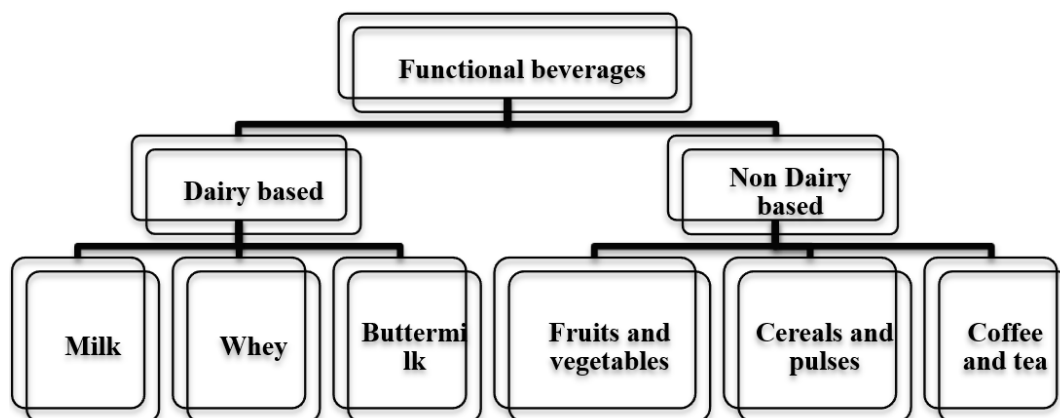 Functional beverages
Dairy based
Non Dairy
based
Milk
Whey
Buttermi
lk
Fruits and
vegetables
Cereals and
pulses
Coffee
and tea